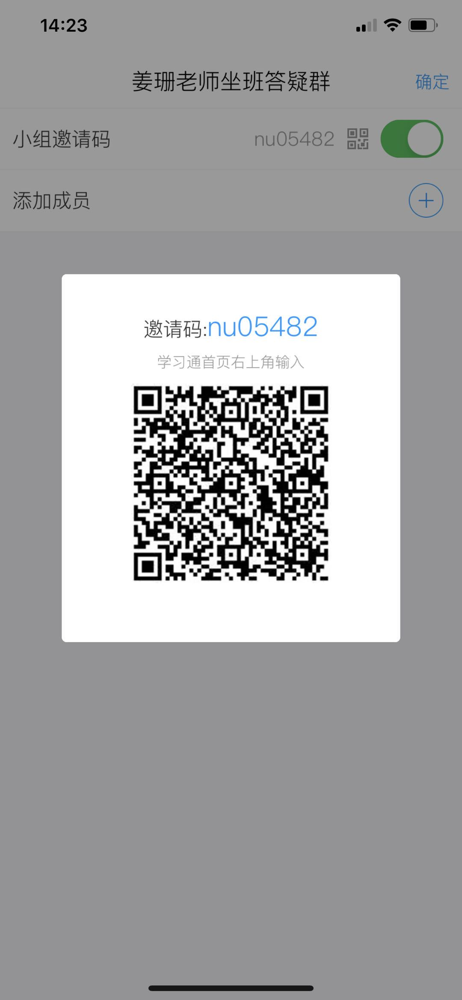 14:23
姜珊老师坐班答疑群
确定
小组邀请码
nu05482
添加成员
邀请码:nu05482
学习通首页右上角输入